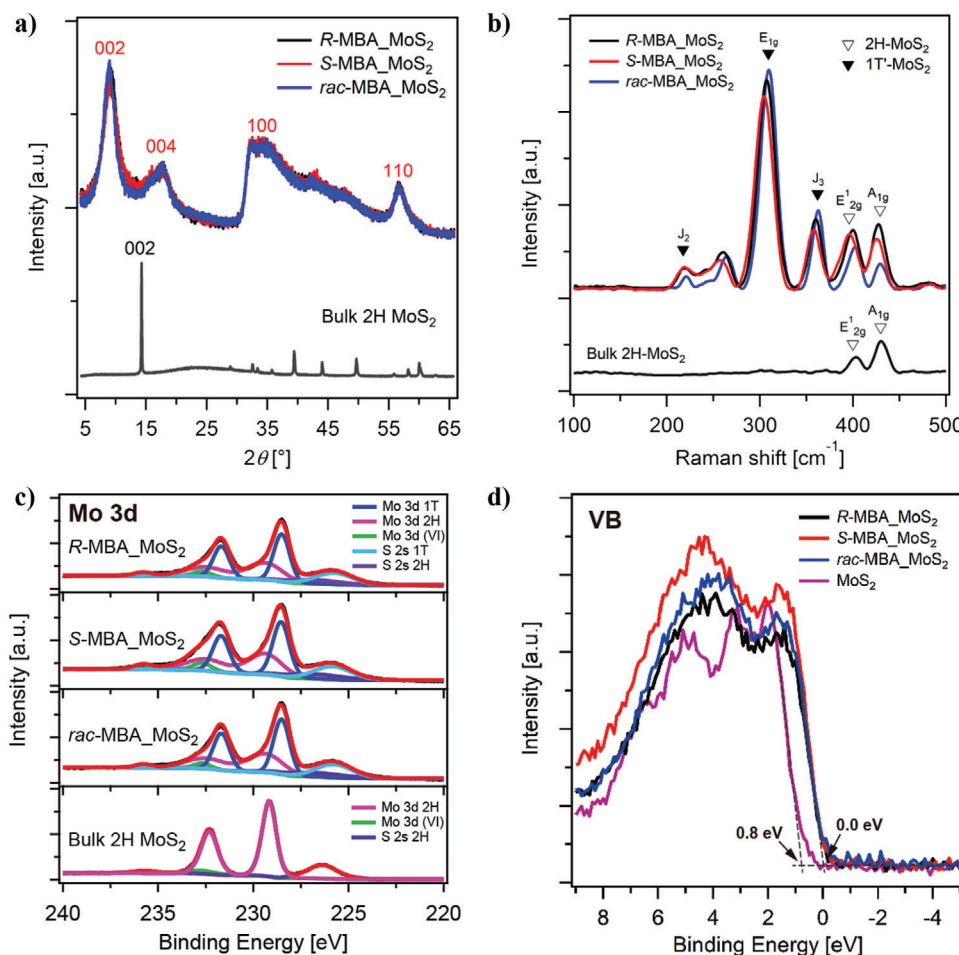 a)
002
004
100
110
R-MBA_MoS₂
S-MBA_MoS₂
rac-MBA_MoS₂
002
Bulk 2H MoS₂
Intensity [a.u.]
5 15 25 35 45 55 65
2θ [°]
b)
R-MBA_MoS₂
S-MBA_MoS₂
rac-MBA_MoS₂
▽ 2H-MoS₂
▼ 1T'-MoS₂
E1g
J2
J3
E¹2g
A1g
Bulk 2H-MoS₂
E¹2g
A1g
Intensity [a.u.]
100 200 300 400 500
Raman shift [cm⁻¹]
c)
Mo 3d
R-MBA_MoS₂
Mo 3d 1T
Mo 3d 2H
Mo 3d (VI)
S 2s 1T
S 2s 2H
S-MBA_MoS₂
rac-MBA_MoS₂
Bulk 2H MoS₂
Mo 3d 2H
Mo 3d (VI)
S 2s 2H
Intensity [a.u.]
240 235 230 225 220
Binding Energy [eV]
d)
VB
R-MBA_MoS₂
S-MBA_MoS₂
rac-MBA_MoS₂
MoS₂
0.8 eV
0.0 eV
Intensity [a.u.]
8 6 4 2 0 -2 -4
Binding Energy [eV]